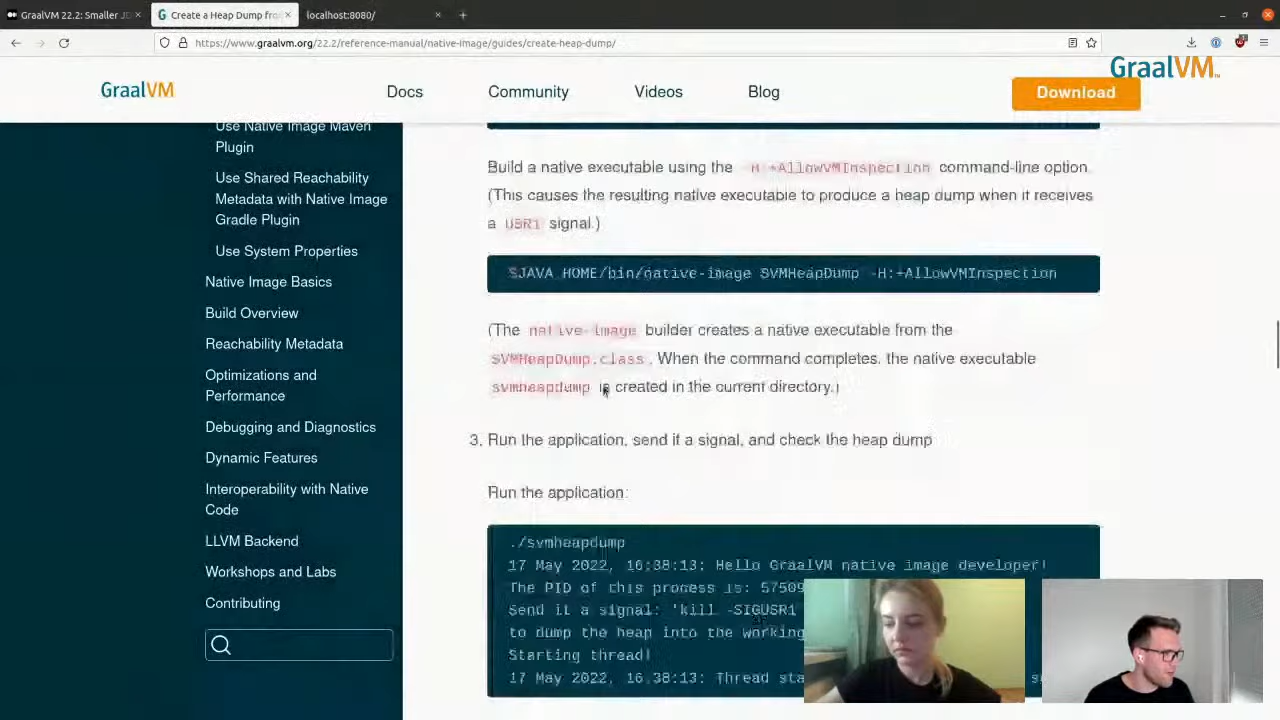 GraalVM 22.2: Smaller JD
Create a Heap Dump fro
localhost:8080/
https://www.graalvm.org/22.2/reference-manual/native-image/guides/create-heap-dump/
GraalVM
GraalVM
Docs
Community
Videos
Blog
Download
Use Native Image Maven
Plugin
Use Shared Reachability
Metadata with Native Image
Gradle Plugin
Use System Properties
Native Image Basics
Build Overview
Reachability Metadata
Optimizations and
Performance
Debugging and Diagnostics
Dynamic Features
Interoperability with Native
Code
LLVM Backend
Workshops and Labs
Contributing
Build a native executable using the -H:+AllowVMInspection command-line option.
(This causes the resulting native executable to produce a heap dump when it receives
a USR1 signal.)
$JAVA_HOME/bin/native-image SVMHeapDump -H:+AllowVMInspection
(The native-image builder creates a native executable from the
SVMHeapDump.class. When the command completes, the native executable
svmheapdump is created in the current directory.)
3. Run the application, send it a signal, and check the heap dump
Run the application:
./svmheapdump
17 May 2022, 16:38:13: Hello GraalVM native image developer!
The PID of this process is: 57509
Send it a signal: 'kill -SIGUSR1
to dump the heap into the working
Starting thread!
17 May 2022, 16:38:13: Thread sta